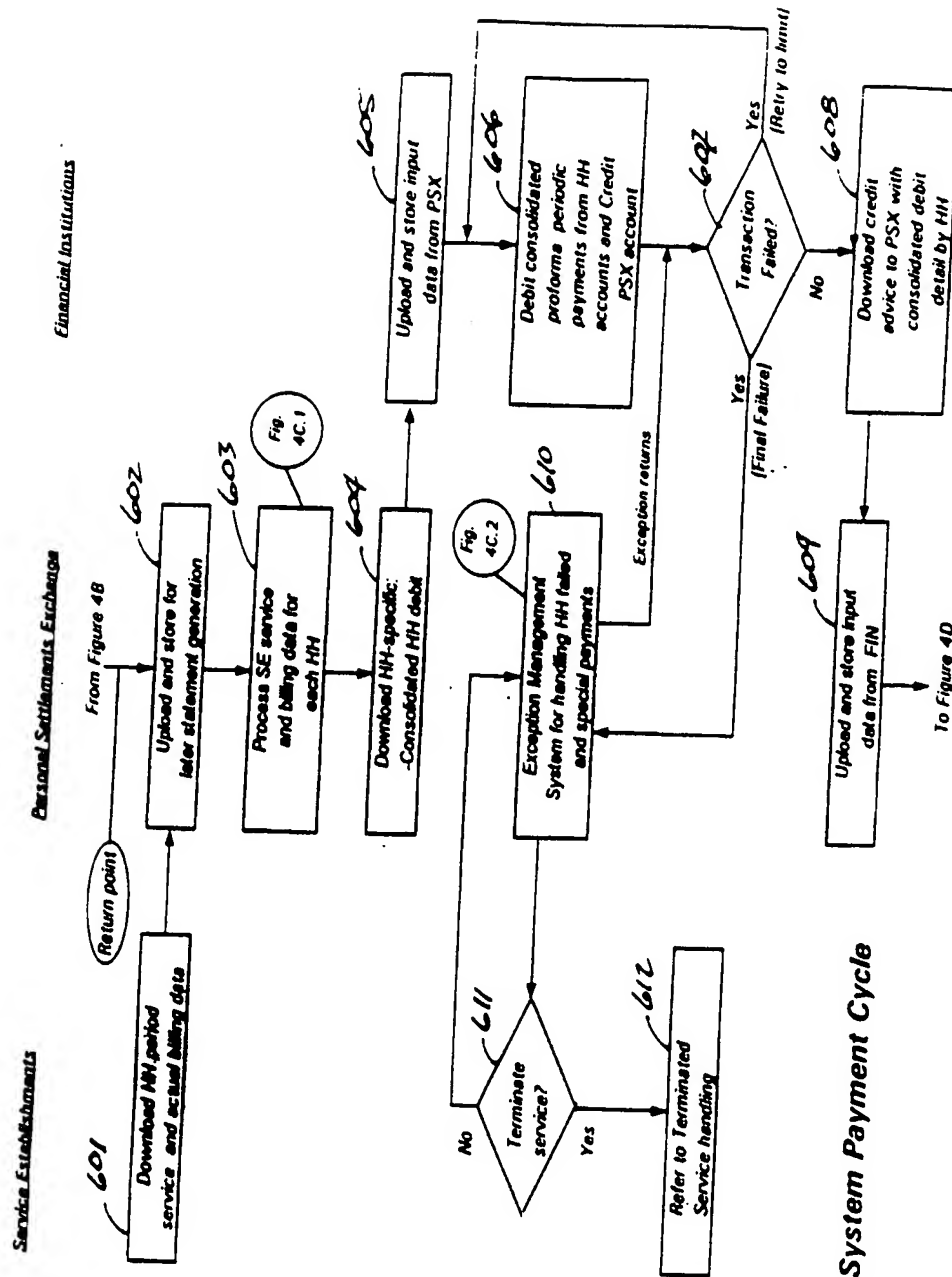 Service Establishments
Personal Settlements Exchange
Financial Institutions
601
Download HH,period
service and actual billing data
Return point
From Figure 4B
602
Upload and store for
later statement generation
603
Process SE service
and billing data for
each HH
Fig.
4C.1
604
Download HH-specific:
-Consolidated HH debit
605
Upload and store input
data from PSX
606
Debit consolidated
proforma periodic
payments from HH
accounts and Credit
PSX account
607
Transaction
Failed?
Yes
[Retry to limit]
Yes
[Final Failure]
No
608
Download credit
advice to PSX with
consolidated debit
detail by HH
609
Upload and store input
data from FIN
To Figure 4D
Fig.
4C.2
610
Exception Management
System for handling HH failed
and special payments
Exception returns
611
Terminate
service?
No
Yes
612
Refer to Terminated
Service handling
System Payment Cycle